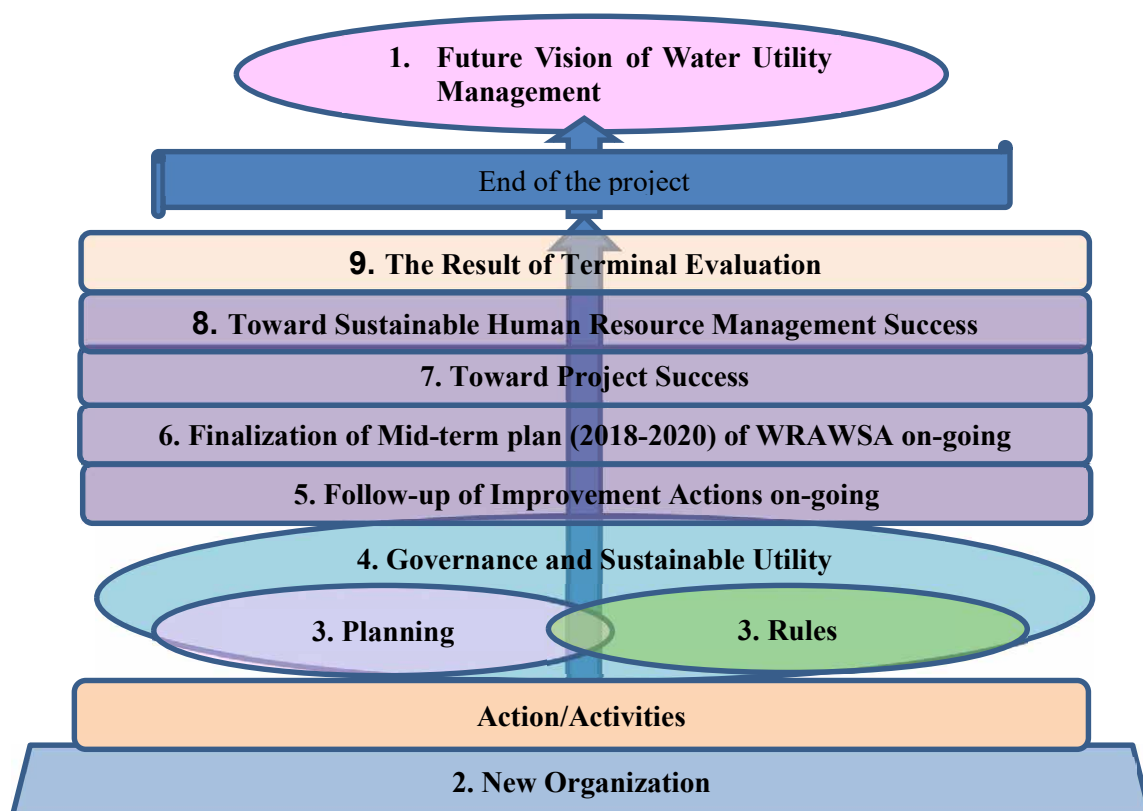 1. Future Vision of Water Utility
Management
End of the project
9. The Result of Terminal Evaluation
8. Toward Sustainable Human Resource Management Success
7. Toward Project Success
6. Finalization of Mid-term plan (2018-2020) of WRAWSA on-going
5. Follow-up of Improvement Actions on-going
4. Governance and Sustainable Utility
3. Planning
3. Rules
Action/Activities
2. New Organization